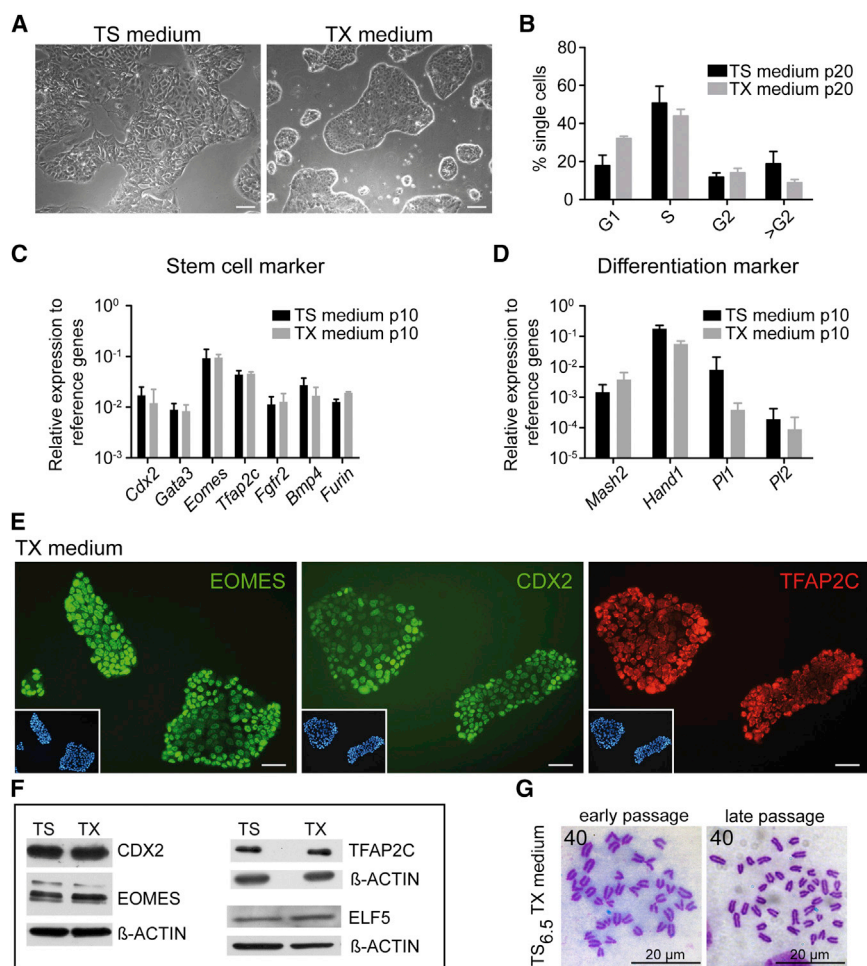 A
TS medium
TX medium
B
% single cells
80
60
40
20
0
TS medium p20
TX medium p20
G1
S
G2
>G2
C
Stem cell marker
Relative expression to
reference genes
10⁰
10⁻¹
10⁻²
10⁻³
TS medium p10
TX medium p10
Cdx2
Gata3
Eomes
Tfap2c
Fgfr2
Bmp4
Furin
D
Differentiation marker
Relative expression to
reference genes
10⁰
10⁻¹
10⁻²
10⁻³
10⁻⁴
10⁻⁵
TS medium p10
TX medium p10
Mash2
Hand1
Pl1
Pl2
E
TX medium
EOMES
CDX2
TFAP2C
F
TS TX
CDX2
EOMES
ß-ACTIN
TS TX
TFAP2C
ß-ACTIN
ELF5
ß-ACTIN
G
early passage
late passage
TS6.5TX medium
40
20 µm
40
20 µm